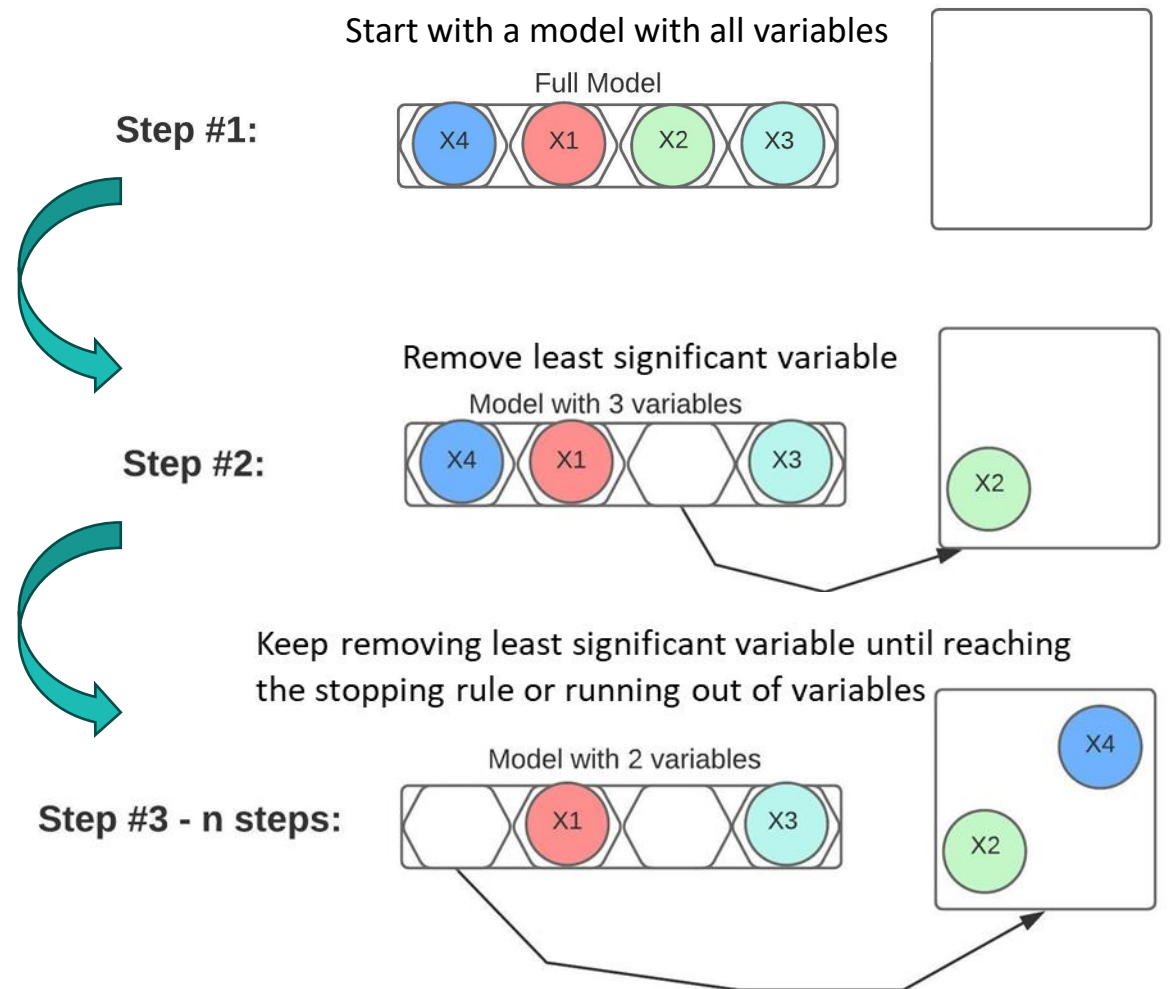 Start with a model with all variables
Full Model
Step #1:
X4
X1
X2
X3
Remove least significant variable
Model with 3 variables
Step #2:
X4
X1
X3
X2
Keep removing least significant variable until reaching
the stopping rule or running out of variables
Model with 2 variables
Step #3 - n steps:
X1
X3
X4
X2